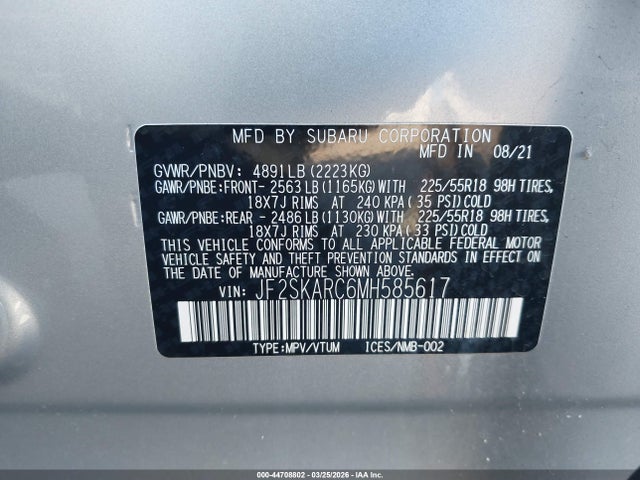 MFD BY SUBARU CORPORATION
MFD IN 08/21
GVWR/PNBV: 4891LB (2223KG)
GAWR/PNBE:FRONT- 2563 LB (1165KG) WITH 225/55R18 98H TIRES,
18X7J RIMS AT 240 KPA (35 PSI) COLD
GAWR/PNBE:REAR - 2486 LB (1130KG) WITH 225/55R18 98H TIRES,
18X7J RIMS AT 230 KPA (33 PSI) COLD
THIS VEHICLE CONFORMS TO ALL APPLICABLE FEDERAL MOTOR
VEHICLE SAFETY AND THEFT PREVENTION STANDARDS IN EFFECT ON
THE DATE OF MANUFACTURE SHOWN ABOVE.
VIN: JF2SKARC6MH585617
TYPE:MPV/VTUM ICES/NMB-002
000-44708802 - 03/25/2026 - IAA Inc.